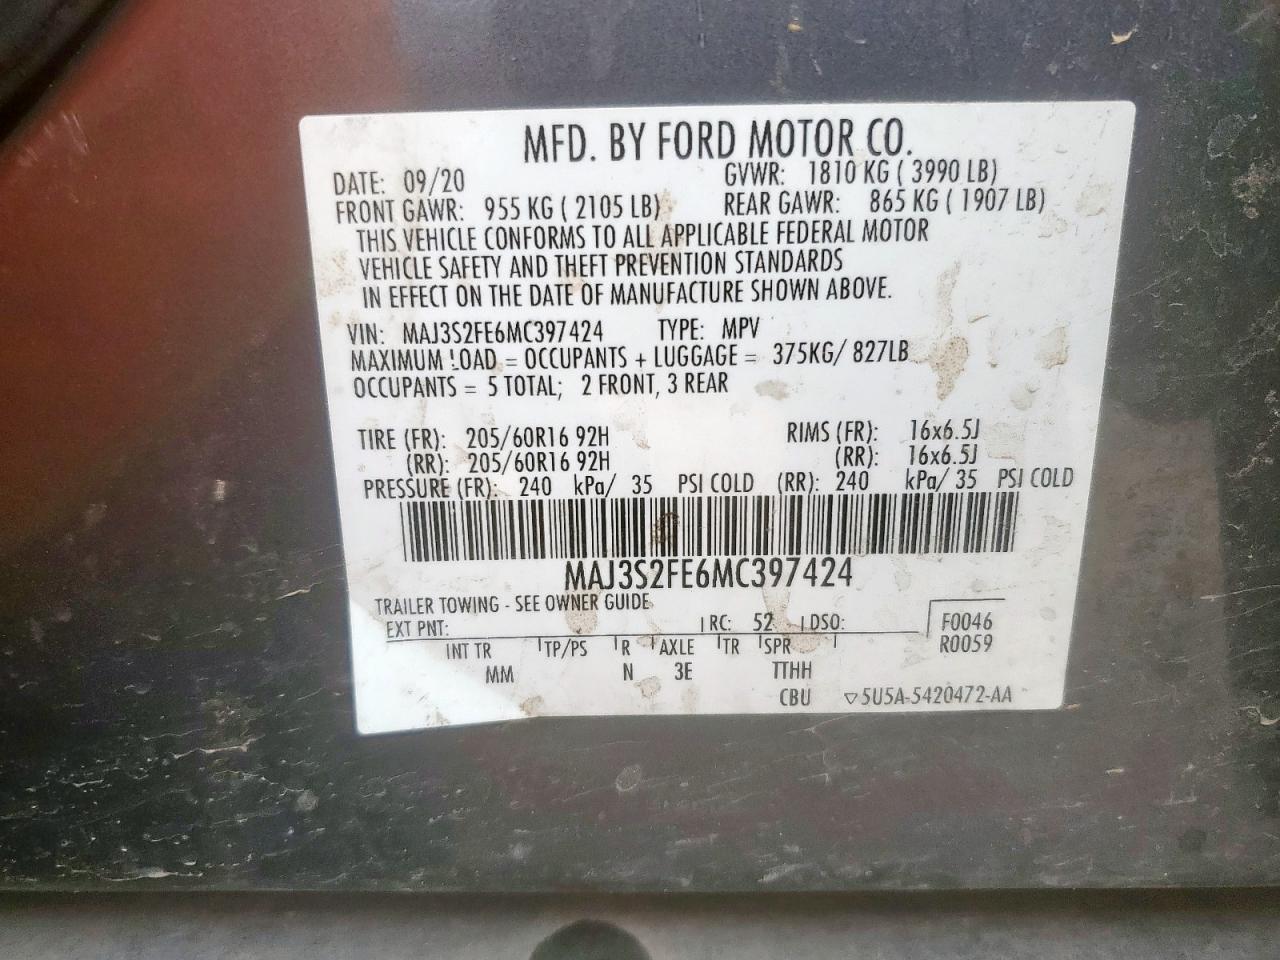 MFD. BY FORD MOTOR CO.
DATE: 09/20 GVWR: 1810 KG ( 3990 LB)
FRONT GAWR: 955 KG ( 2105 LB) REAR GAWR: 865 KG ( 1907 LB)
THIS VEHICLE CONFORMS TO ALL APPLICABLE FEDERAL MOTOR
VEHICLE SAFETY AND THEFT PREVENTION STANDARDS
IN EFFECT ON THE DATE OF MANUFACTURE SHOWN ABOVE.
VIN: MAJ3S2FE6MC397424 TYPE: MPV
MAXIMUM LOAD = OCCUPANTS + LUGGAGE = 375KG/ 827LB
OCCUPANTS = 5 TOTAL; 2 FRONT, 3 REAR
TIRE (FR): 205/60R16 92H RIMS (FR): 16x6.5J
(RR): 205/60R16 92H (RR): 16x6.5J
PRESSURE (FR): 240 kPa/ 35 PSI COLD (RR): 240 kPa/ 35 PSI COLD
MAJ3S2FE6MC397424
TRAILER TOWING - SEE OWNER GUIDE
EXT PNT: RC: 52 DSO: F0046
INT TR TP/PS R AXLE TR SPR R0059
MM N 3E TTHH
CBU ▽5U5A-5420472-AA